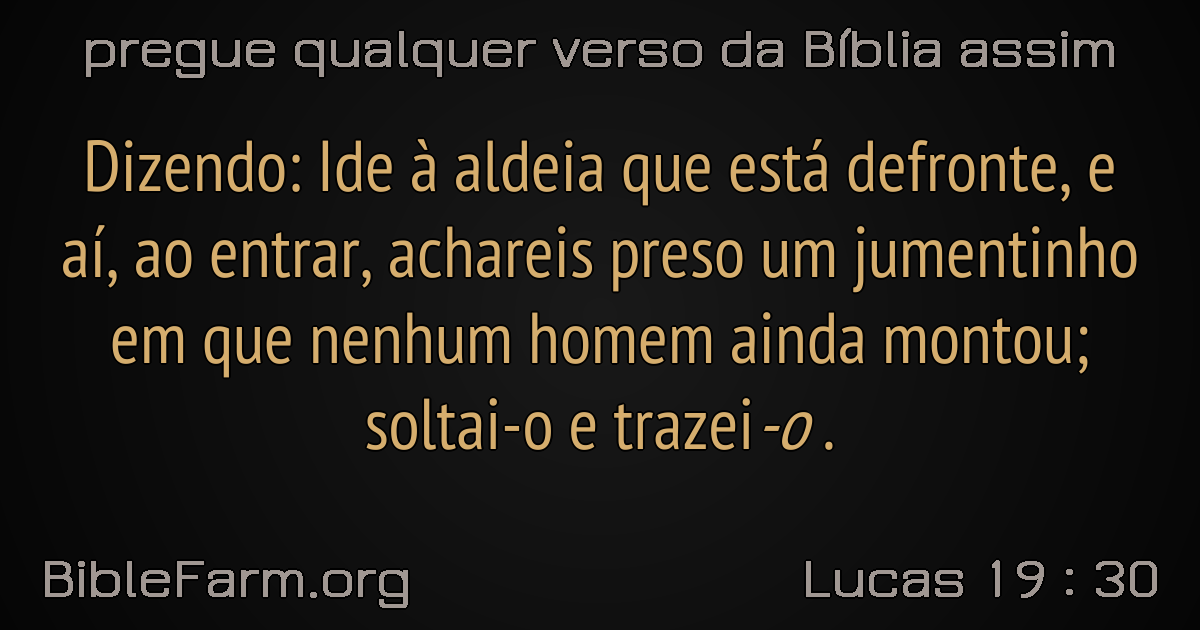 pregue qualquer verso da Bíblia assim
Dizendo: Ide à aldeia que está defronte, e
aí, ao entrar, achareis preso um jumentinho
em que nenhum homem ainda montou;
soltai-o e trazei -o .
BibleFarm.org
Lucas 19 : 30